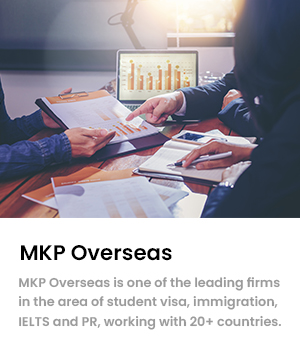 MKP Overseas
MKP Overseas is one of the leading firms
in the area of student visa, immigration,
IELTS and PR, working with 20+ countries.